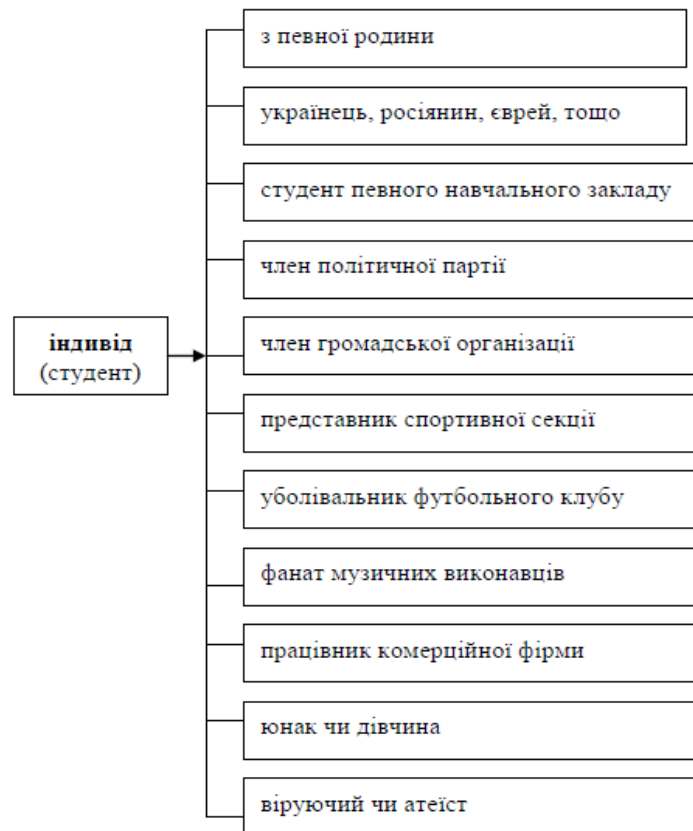 з певної родини
українець, росіянин, єврей, тощо
студент певного навчального закладу
член політичної партії
індивід
(студент)
член громадської організації
представник спортивної секції
уболівальник футбольного клубу
фанат музичних виконавців
працівник комерційної фірми
юнак чи дівчина
віруючий чи атеїст